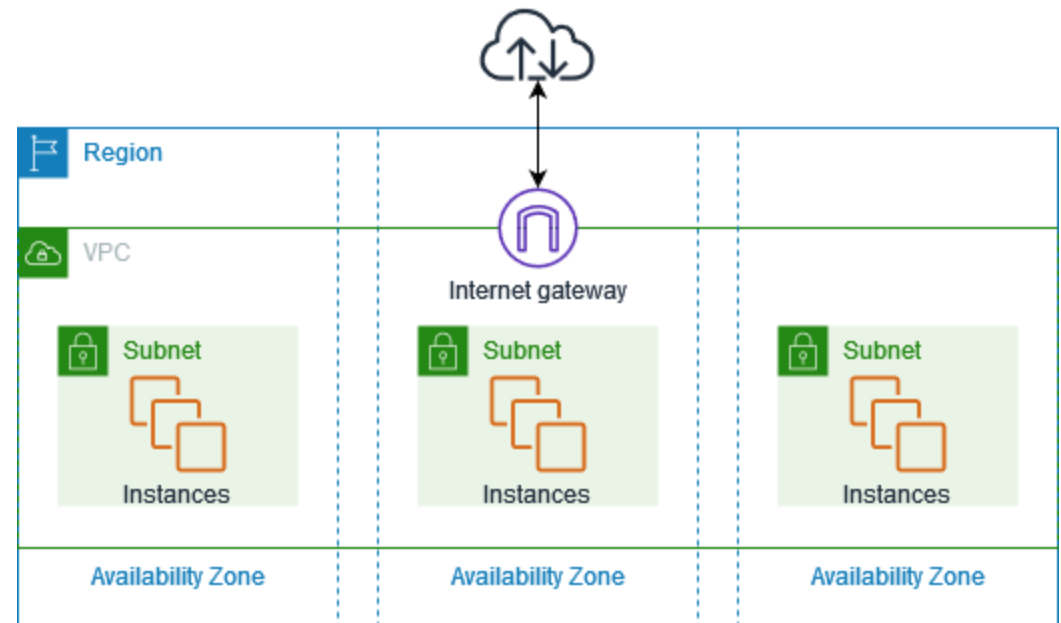 Region
VPC
Internet gateway
Subnet
Subnet
Subnet
Instances
Instances
Instances
Availability Zone
Availability Zone
Availability Zone